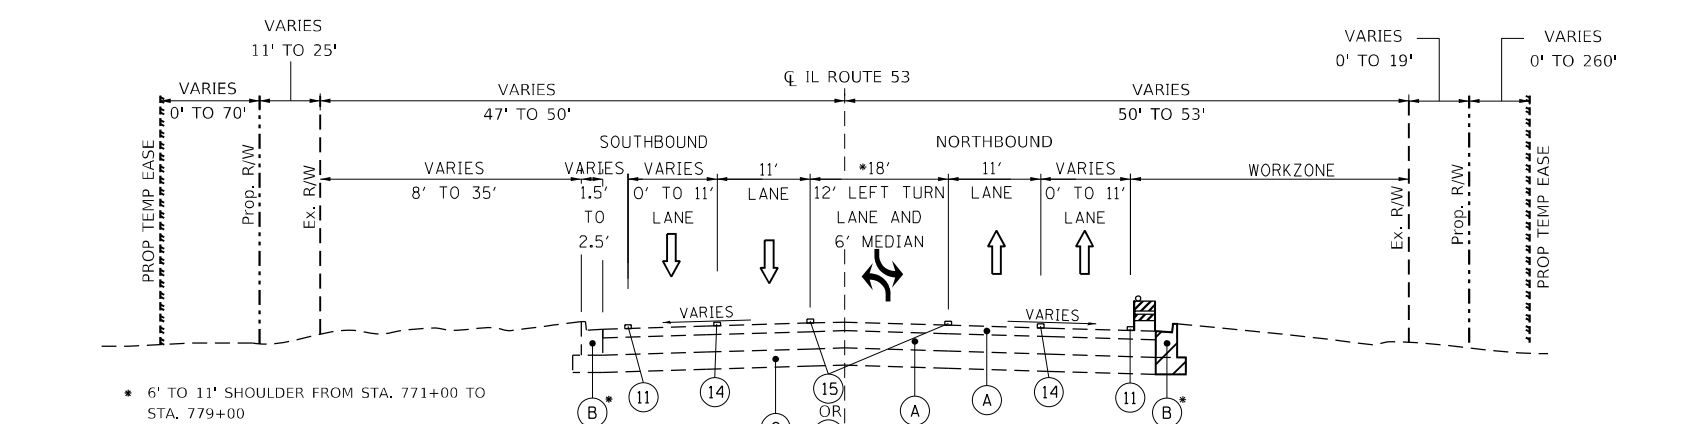 VARIES
11' TO 25'
VARIES
0' TO 70'
VARIES
47' TO 50'
℄ IL ROUTE 53
VARIES
50' TO 53'
VARIES
0' TO 19'
VARIES
0' TO 260'
PROP TEMP EASE
Prop. R/W
Ex. R/W
SOUTHBOUND
NORTHBOUND
VARIES
8' TO 35'
VARIES
1.5'
TO
2.5'
VARIES
0' TO 11'
LANE
11'
LANE
*18'
12' LEFT TURN
LANE AND
6' MEDIAN
11'
LANE
VARIES
0' TO 11'
LANE
WORKZONE
Ex. R/W
Prop. R/W
PROP TEMP EASE
VARIES
VARIES
* 6' TO 11' SHOULDER FROM STA. 771+00 TO
STA. 779+00
B*
11
14
15
OR
A
A
14
11
B*